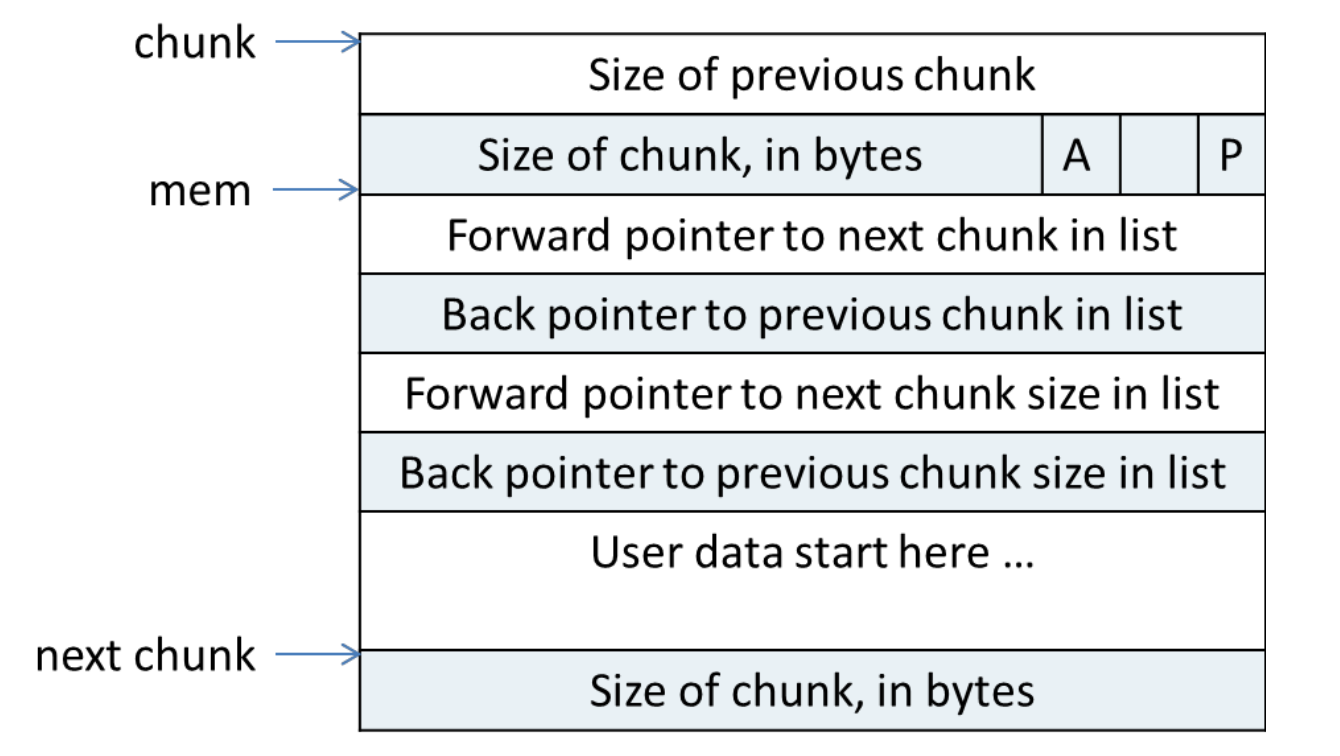 chunk
Size of previous chunk
Size of chunk, in bytes A P
mem
Forward pointer to next chunk in list
Back pointer to previous chunk in list
Forward pointer to next chunk size in list
Back pointer to previous chunk size in list
User data start here ...
next chunk
Size of chunk, in bytes